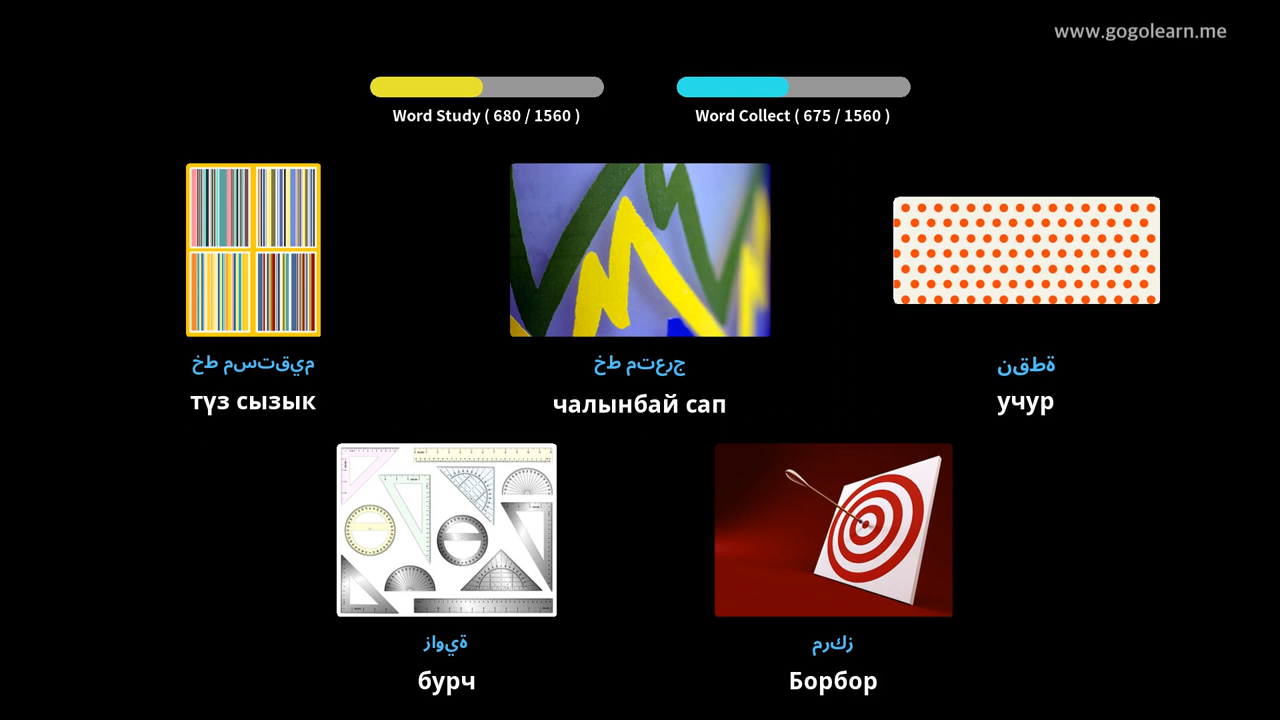 www.gogolearn.me
Word Study ( 680 / 1560 )
Word Collect ( 675 / 1560 )
خط مستقيم
түз сызык
خط متعرج
чалынбай сап
نقطة
учур
زاوية
бурч
مركز
Борбор